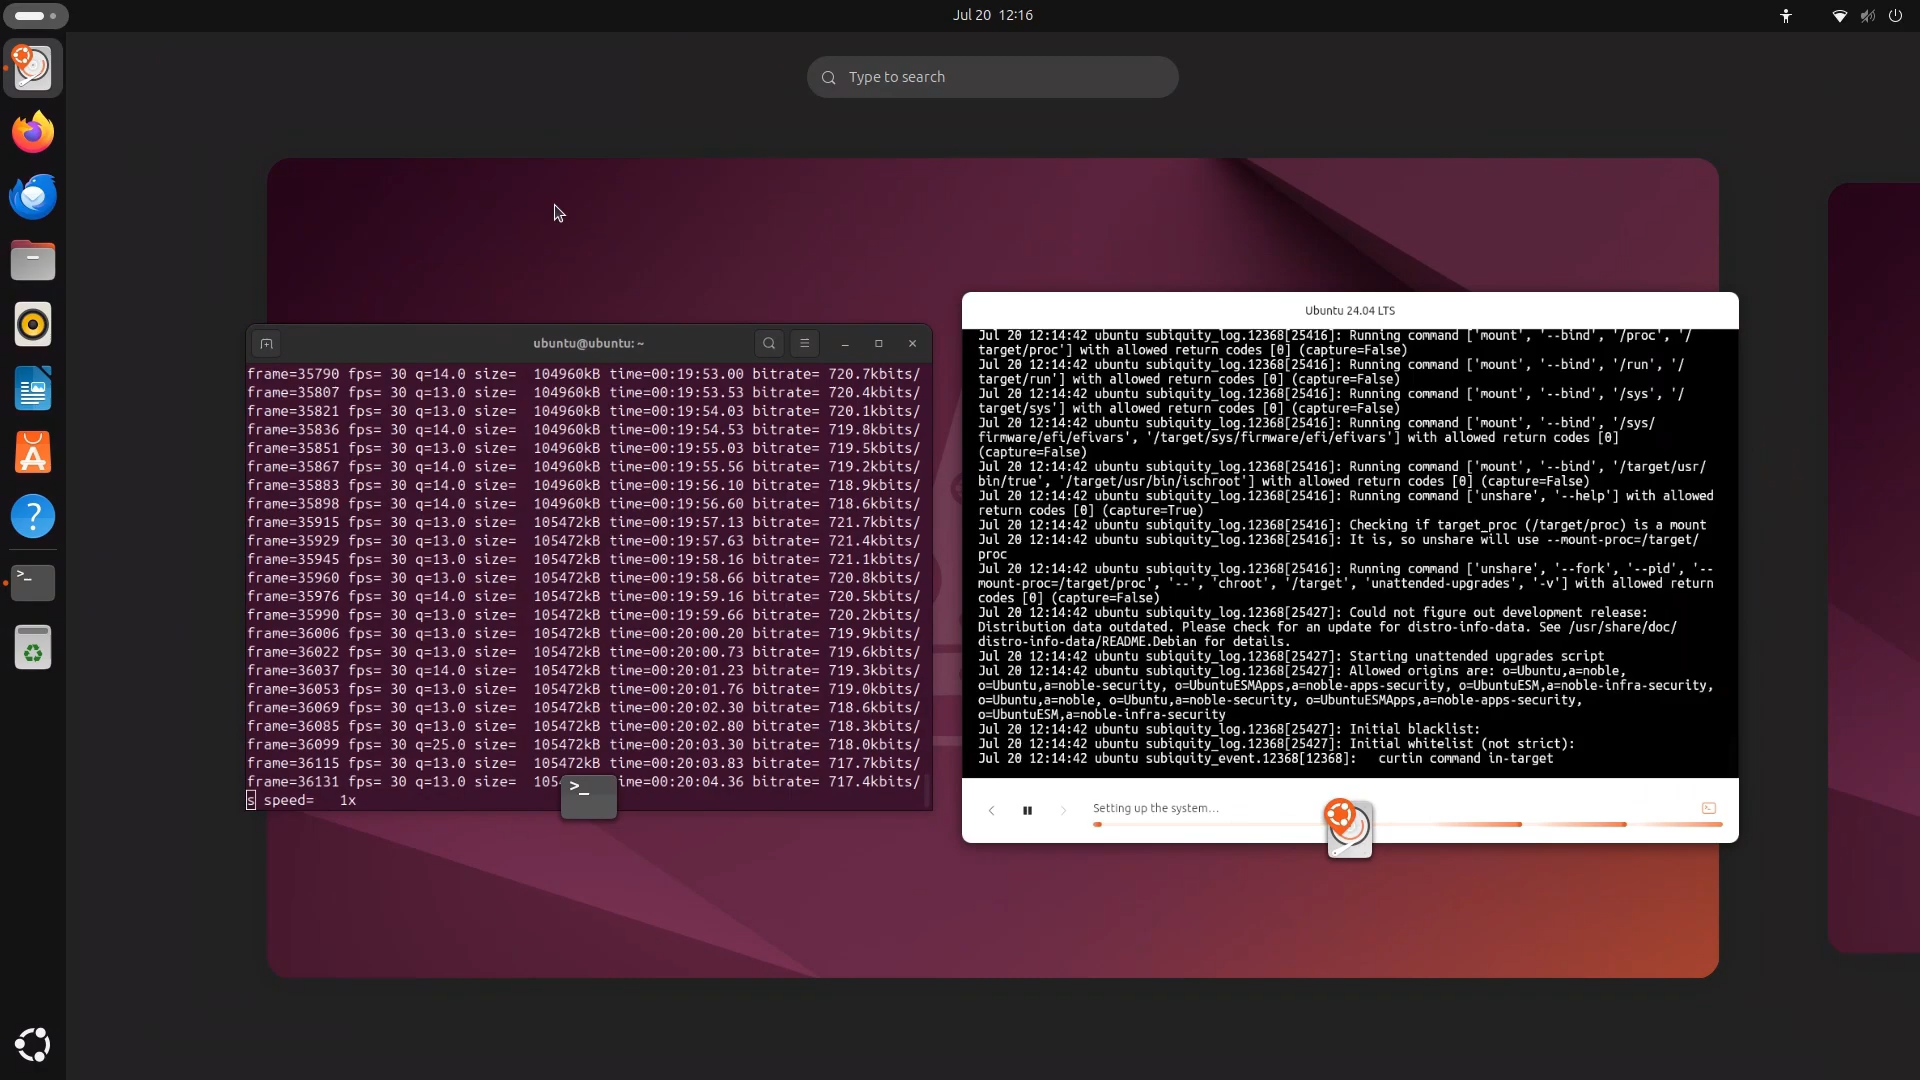 Jul 20 12:16
Type to search
ubuntu@ubuntu: ~
frame=35790 fps= 30 q=14.0 size=  104960kB time=00:19:53.00 bitrate= 720.7kbits/
frame=35807 fps= 30 q=13.0 size=  104960kB time=00:19:53.53 bitrate= 720.4kbits/
frame=35821 fps= 30 q=14.0 size=  104960kB time=00:19:54.03 bitrate= 720.1kbits/
frame=35836 fps= 30 q=14.0 size=  104960kB time=00:19:54.53 bitrate= 719.8kbits/
frame=35851 fps= 30 q=13.0 size=  104960kB time=00:19:55.03 bitrate= 719.5kbits/
frame=35867 fps= 30 q=14.0 size=  104960kB time=00:19:55.56 bitrate= 719.2kbits/
frame=35883 fps= 30 q=14.0 size=  104960kB time=00:19:56.10 bitrate= 718.9kbits/
frame=35898 fps= 30 q=14.0 size=  104960kB time=00:19:56.60 bitrate= 718.6kbits/
frame=35915 fps= 30 q=13.0 size=  105472kB time=00:19:57.13 bitrate= 721.7kbits/
frame=35929 fps= 30 q=13.0 size=  105472kB time=00:19:57.63 bitrate= 721.4kbits/
frame=35945 fps= 30 q=13.0 size=  105472kB time=00:19:58.16 bitrate= 721.1kbits/
frame=35960 fps= 30 q=13.0 size=  105472kB time=00:19:58.66 bitrate= 720.8kbits/
frame=35976 fps= 30 q=14.0 size=  105472kB time=00:19:59.16 bitrate= 720.5kbits/
frame=35990 fps= 30 q=14.0 size=  105472kB time=00:19:59.66 bitrate= 720.2kbits/
frame=36006 fps= 30 q=13.0 size=  105472kB time=00:20:00.20 bitrate= 719.9kbits/
frame=36022 fps= 30 q=13.0 size=  105472kB time=00:20:00.73 bitrate= 719.6kbits/
frame=36037 fps= 30 q=14.0 size=  105472kB time=00:20:01.23 bitrate= 719.3kbits/
frame=36053 fps= 30 q=13.0 size=  105472kB time=00:20:01.76 bitrate= 719.0kbits/
frame=36069 fps= 30 q=13.0 size=  105472kB time=00:20:02.30 bitrate= 718.6kbits/
frame=36085 fps= 30 q=13.0 size=  105472kB time=00:20:02.80 bitrate= 718.3kbits/
frame=36099 fps= 30 q=25.0 size=  105472kB time=00:20:03.30 bitrate= 718.0kbits/
frame=36115 fps= 30 q=13.0 size=  105472kB time=00:20:03.83 bitrate= 717.7kbits/
frame=36131 fps= 30 q=13.0 size=  105 time=00:20:04.36 bitrate= 717.4kbits/
s speed=   1x
Ubuntu 24.04 LTS
Jul 20 12:14:42 ubuntu subiquity_log.12368[25416]: Running command ['mount', '--bind', '/proc', '/
target/proc'] with allowed return codes [0] (capture=False)
Jul 20 12:14:42 ubuntu subiquity_log.12368[25416]: Running command ['mount', '--bind', '/run', '/
target/run'] with allowed return codes [0] (capture=False)
Jul 20 12:14:42 ubuntu subiquity_log.12368[25416]: Running command ['mount', '--bind', '/sys', '/
target/sys'] with allowed return codes [0] (capture=False)
Jul 20 12:14:42 ubuntu subiquity_log.12368[25416]: Running command ['mount', '--bind', '/sys/
firmware/efi/efivars', '/target/sys/firmware/efi/efivars'] with allowed return codes [0]
(capture=False)
Jul 20 12:14:42 ubuntu subiquity_log.12368[25416]: Running command ['mount', '--bind', '/target/usr/
bin/true', '/target/usr/bin/ischroot'] with allowed return codes [0] (capture=False)
Jul 20 12:14:42 ubuntu subiquity_log.12368[25416]: Running command ['unshare', '--help'] with allowed
return codes [0] (capture=True)
Jul 20 12:14:42 ubuntu subiquity_log.12368[25416]: Checking if target_proc (/target/proc) is a mount
Jul 20 12:14:42 ubuntu subiquity_log.12368[25416]: It is, so unshare will use --mount-proc=/target/
proc
Jul 20 12:14:42 ubuntu subiquity_log.12368[25416]: Running command ['unshare', '--fork', '--pid', '--
mount-proc=/target/proc', '--', 'chroot', '/target', 'unattended-upgrades', '-v'] with allowed return
codes [0] (capture=False)
Jul 20 12:14:42 ubuntu subiquity_log.12368[25427]: Could not figure out development release:
Distribution data outdated. Please check for an update for distro-info-data. See /usr/share/doc/
distro-info-data/README.Debian for details.
Jul 20 12:14:42 ubuntu subiquity_log.12368[25427]: Starting unattended upgrades script
Jul 20 12:14:42 ubuntu subiquity_log.12368[25427]: Allowed origins are: o=Ubuntu,a=noble,
o=Ubuntu,a=noble-security, o=UbuntuESMApps,a=noble-apps-security, o=UbuntuESM,a=noble-infra-security,
o=Ubuntu,a=noble, o=Ubuntu,a=noble-security, o=UbuntuESMApps,a=noble-apps-security,
o=UbuntuESM,a=noble-infra-security
Jul 20 12:14:42 ubuntu subiquity_log.12368[25427]: Initial blacklist:
Jul 20 12:14:42 ubuntu subiquity_log.12368[25427]: Initial whitelist (not strict):
Jul 20 12:14:42 ubuntu subiquity_event.12368[12368]:   curtin command in-target
Setting up the system…